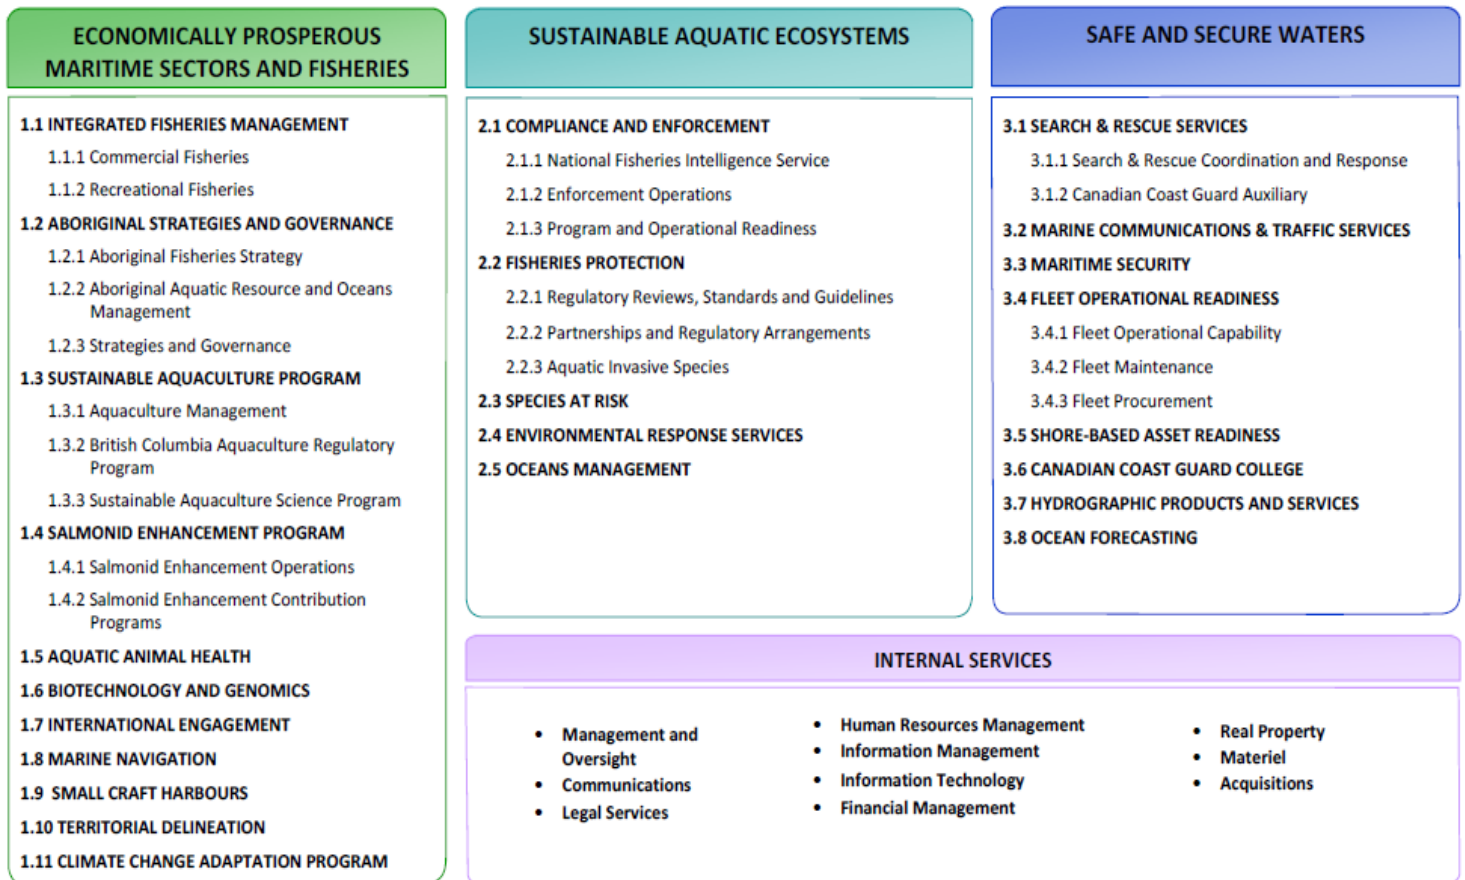 ECONOMICALLY PROSPEROUS
MARITIME SECTORS AND FISHERIES
1.1 INTEGRATED FISHERIES MANAGEMENT
1.1.1 Commercial Fisheries
1.1.2 Recreational Fisheries
1.2 ABORIGINAL STRATEGIES AND GOVERNANCE
1.2.1 Aboriginal Fisheries Strategy
1.2.2 Aboriginal Aquatic Resource and Oceans
Management
1.2.3 Strategies and Governance
1.3 SUSTAINABLE AQUACULTURE PROGRAM
1.3.1 Aquaculture Management
1.3.2 British Columbia Aquaculture Regulatory
Program
1.3.3 Sustainable Aquaculture Science Program
1.4 SALMONID ENHANCEMENT PROGRAM
1.4.1 Salmonid Enhancement Operations
1.4.2 Salmonid Enhancement Contribution
Programs
1.5 AQUATIC ANIMAL HEALTH
1.6 BIOTECHNOLOGY AND GENOMICS
1.7 INTERNATIONAL ENGAGEMENT
1.8 MARINE NAVIGATION
1.9 SMALL CRAFT HARBOURS
1.10 TERRITORIAL DELINEATION
1.11 CLIMATE CHANGE ADAPTATION PROGRAM
SUSTAINABLE AQUATIC ECOSYSTEMS
2.1 COMPLIANCE AND ENFORCEMENT
2.1.1 National Fisheries Intelligence Service
2.1.2 Enforcement Operations
2.1.3 Program and Operational Readiness
2.2 FISHERIES PROTECTION
2.2.1 Regulatory Reviews, Standards and Guidelines
2.2.2 Partnerships and Regulatory Arrangements
2.2.3 Aquatic Invasive Species
2.3 SPECIES AT RISK
2.4 ENVIRONMENTAL RESPONSE SERVICES
2.5 OCEANS MANAGEMENT
SAFE AND SECURE WATERS
3.1 SEARCH & RESCUE SERVICES
3.1.1 Search & Rescue Coordination and Response
3.1.2 Canadian Coast Guard Auxiliary
3.2 MARINE COMMUNICATIONS & TRAFFIC SERVICES
3.3 MARITIME SECURITY
3.4 FLEET OPERATIONAL READINESS
3.4.1 Fleet Operational Capability
3.4.2 Fleet Maintenance
3.4.3 Fleet Procurement
3.5 SHORE-BASED ASSET READINESS
3.6 CANADIAN COAST GUARD COLLEGE
3.7 HYDROGRAPHIC PRODUCTS AND SERVICES
3.8 OCEAN FORECASTING
INTERNAL SERVICES
• Management and
Oversight
• Communications
• Legal Services
• Human Resources Management
• Information Management
• Information Technology
• Financial Management
• Real Property
• Materiel
• Acquisitions